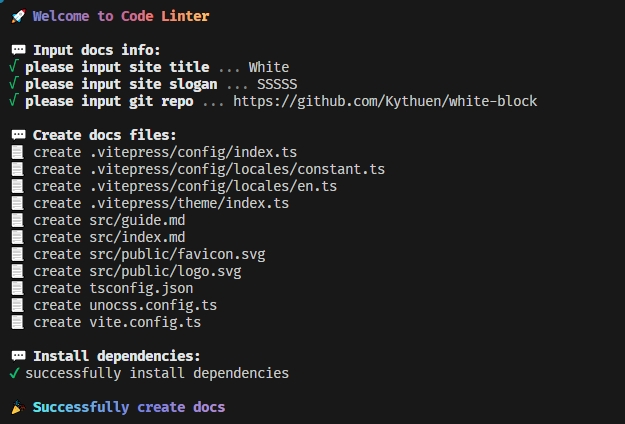 🚀 Welcome to Code Linter
💬 Input docs info:
√ please input site title ... White
√ please input site slogan ... SSSSS
√ please input git repo ... https://github.com/Kythuen/white-block
💬 Create docs files:
📃 create .vitepress/config/index.ts
📃 create .vitepress/config/locales/constant.ts
📃 create .vitepress/config/locales/en.ts
📃 create .vitepress/theme/index.ts
📃 create src/guide.md
📃 create src/index.md
📃 create src/public/favicon.svg
📃 create src/public/logo.svg
📃 create tsconfig.json
📃 create unocss.config.ts
📃 create vite.config.ts
💬 Install dependencies:
✔ successfully install dependencies
🎉 Successfully create docs